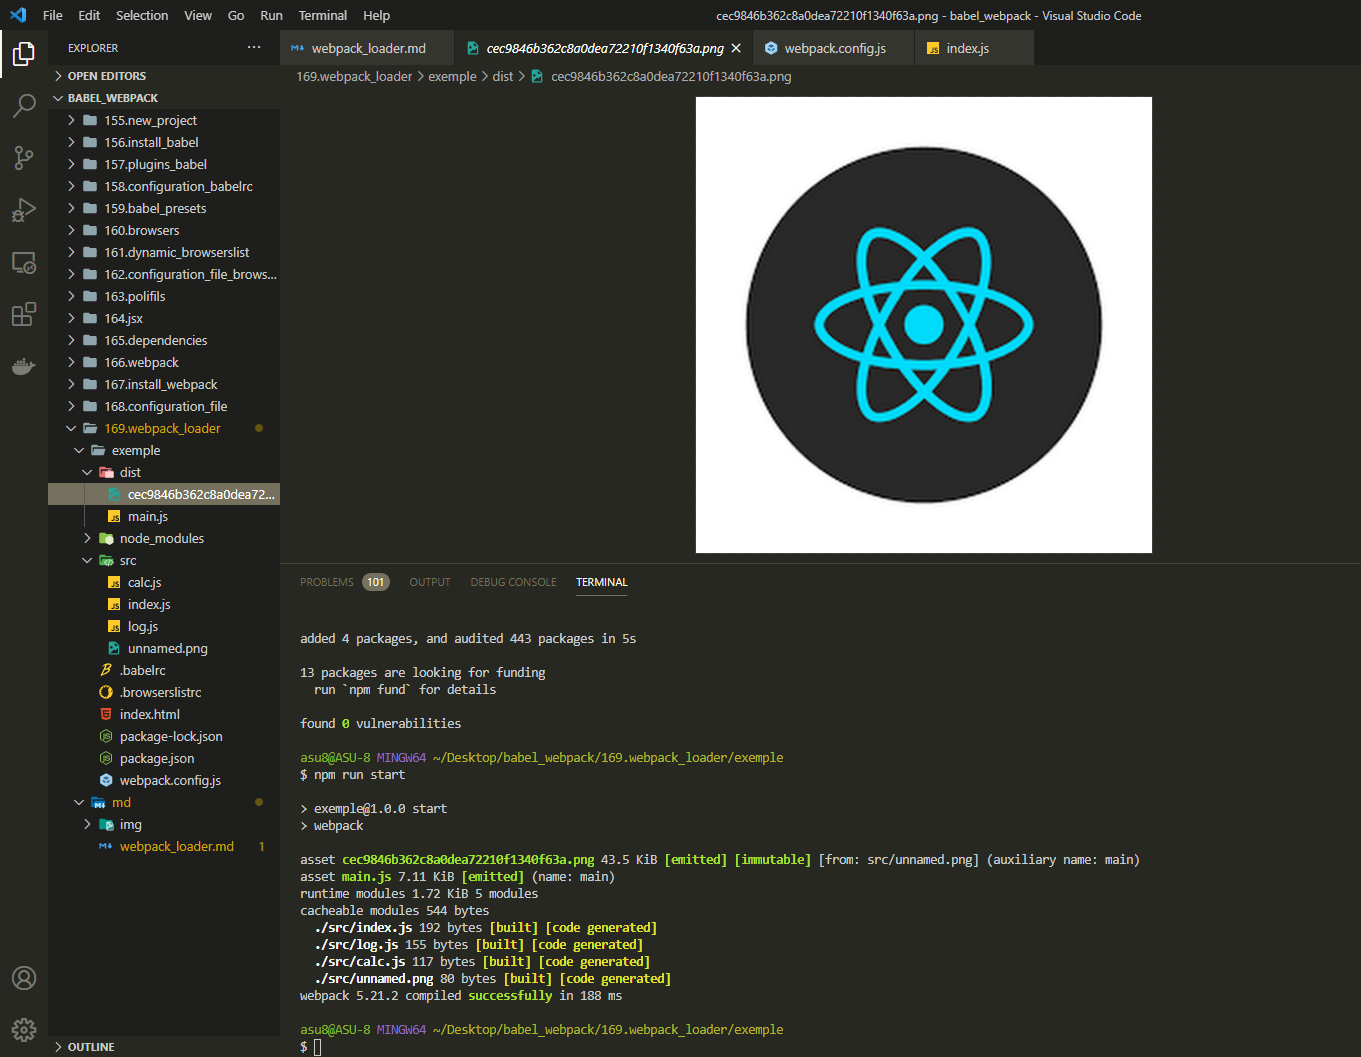 File Edit Selection View Go Run Terminal Help
cec9846b362c8a0dea72210f1340f63a.png - babel_webpack - Visual Studio Code
EXPLORER
OPEN EDITORS
BABEL_WEBPACK
155.new_project
156.install_babel
157.plugins_babel
158.configuration_babelrc
159.babel_presets
160.browsers
161.dynamic_browserslist
162.configuration_file_brows...
163.polifils
164.jsx
165.dependencies
166.webpack
167.install_webpack
168.configuration_file
169.webpack_loader
exemple
dist
cec9846b362c8a0dea72...
main.js
node_modules
src
calc.js
index.js
log.js
unnamed.png
.babelrc
.browserslistrc
index.html
package-lock.json
package.json
webpack.config.js
md
img
webpack_loader.md 1
OUTLINE
webpack_loader.md cec9846b362c8a0dea72210f1340f63a.png webpack.config.js index.js
169.webpack_loader > exemple > dist > cec9846b362c8a0dea72210f1340f63a.png
PROBLEMS 101 OUTPUT DEBUG CONSOLE TERMINAL
added 4 packages, and audited 443 packages in 5s
13 packages are looking for funding
run `npm fund` for details
found 0 vulnerabilities
asu8@ASU-8 MINGW64 ~/Desktop/babel_webpack/169.webpack_loader/exemple
$ npm run start
> exemple@1.0.0 start
> webpack
asset cec9846b362c8a0dea72210f1340f63a.png 43.5 KiB [emitted] [immutable] [from: src/unnamed.png] (auxiliary name: main)
asset main.js 7.11 KiB [emitted] (name: main)
runtime modules 1.72 KiB 5 modules
cacheable modules 544 bytes
./src/index.js 192 bytes [built] [code generated]
./src/log.js 155 bytes [built] [code generated]
./src/calc.js 117 bytes [built] [code generated]
./src/unnamed.png 80 bytes [built] [code generated]
webpack 5.21.2 compiled successfully in 188 ms
asu8@ASU-8 MINGW64 ~/Desktop/babel_webpack/169.webpack_loader/exemple
$